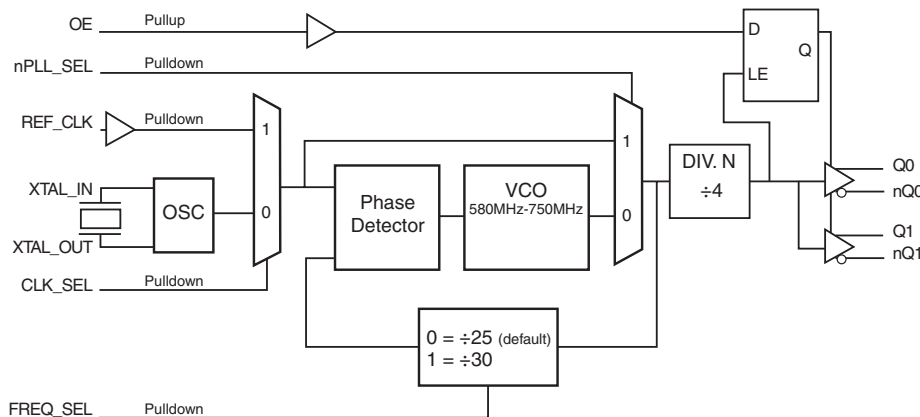 OE Pullup
D
Q
nPLL_SEL Pulldown
LE
REF_CLK Pulldown
1
1
DIV. N
÷4
Q0
nQ0
XTAL_IN
OSC
0
Phase
Detector
VCO
580MHz-750MHz
0
XTAL_OUT
Q1
nQ1
CLK_SEL Pulldown
0 = ÷25 (default)
1 = ÷30
FREQ_SEL Pulldown